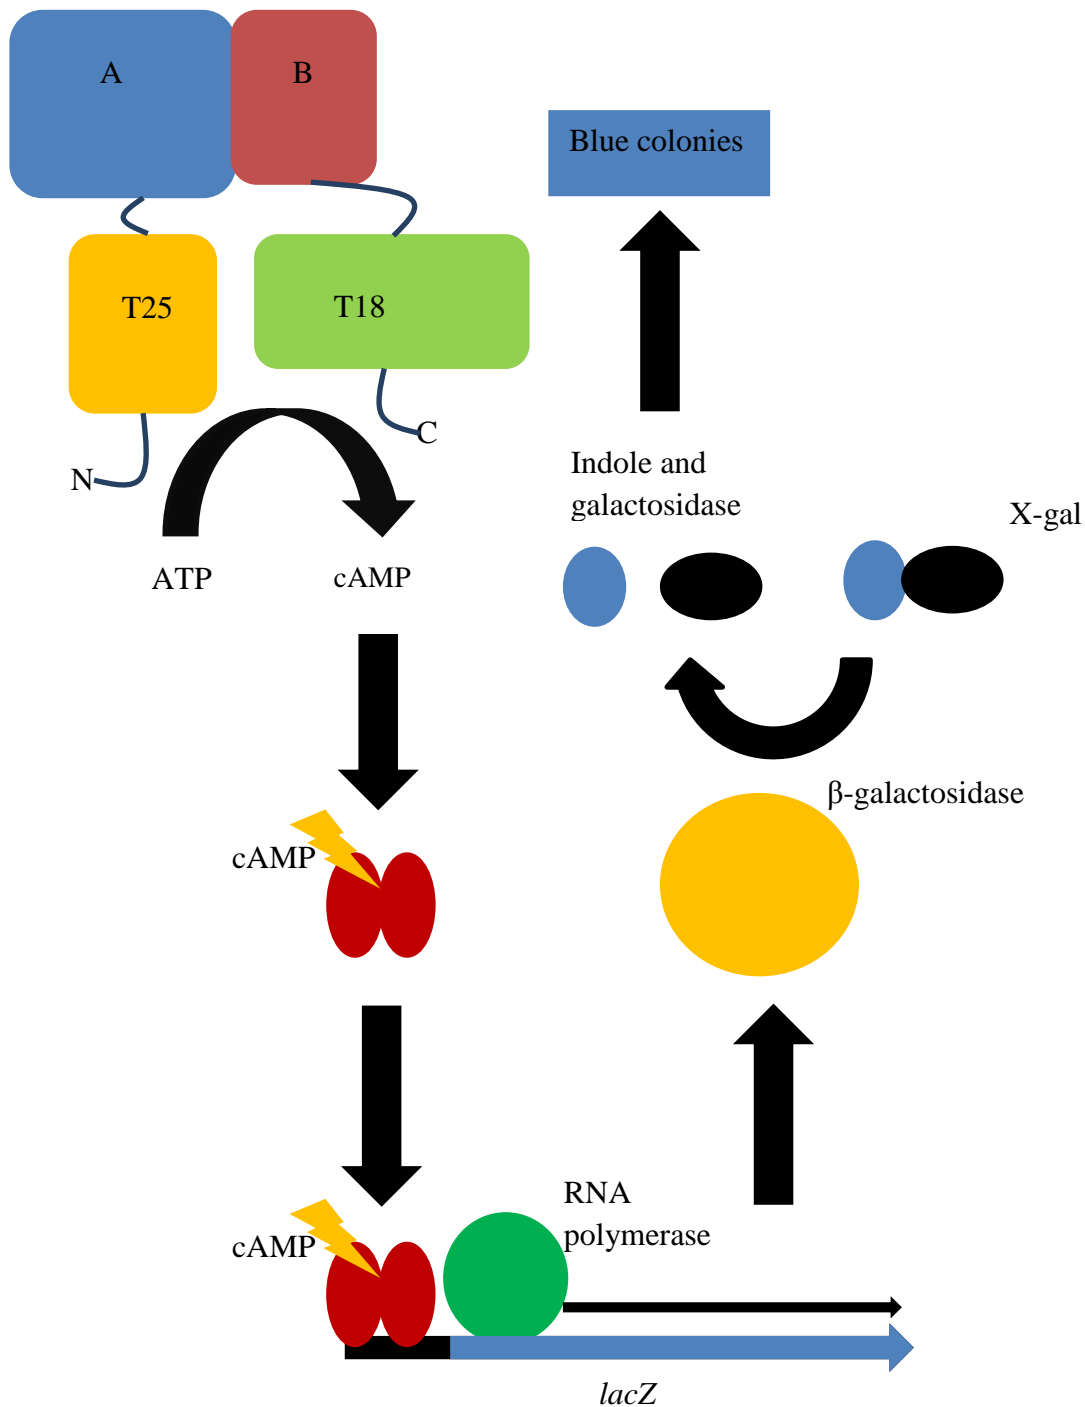 A
B
T25
T18
N
C
ATP
cAMP
cAMP
cAMP
RNA
polymerase
lacZ
β-galactosidase
X-gal
Indole and
galactosidase
Blue colonies